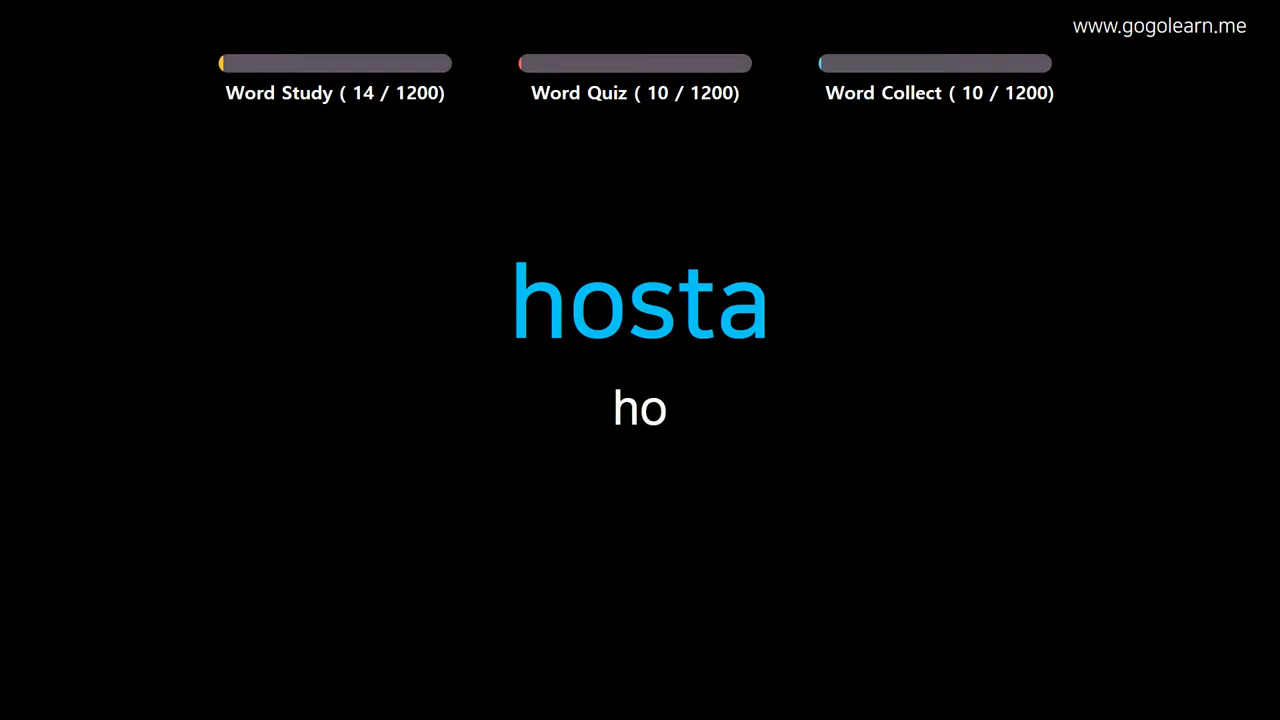 www.gogolearn.me
Word Study ( 14 / 1200)
Word Quiz ( 10 / 1200)
Word Collect ( 10 / 1200)
hosta
ho